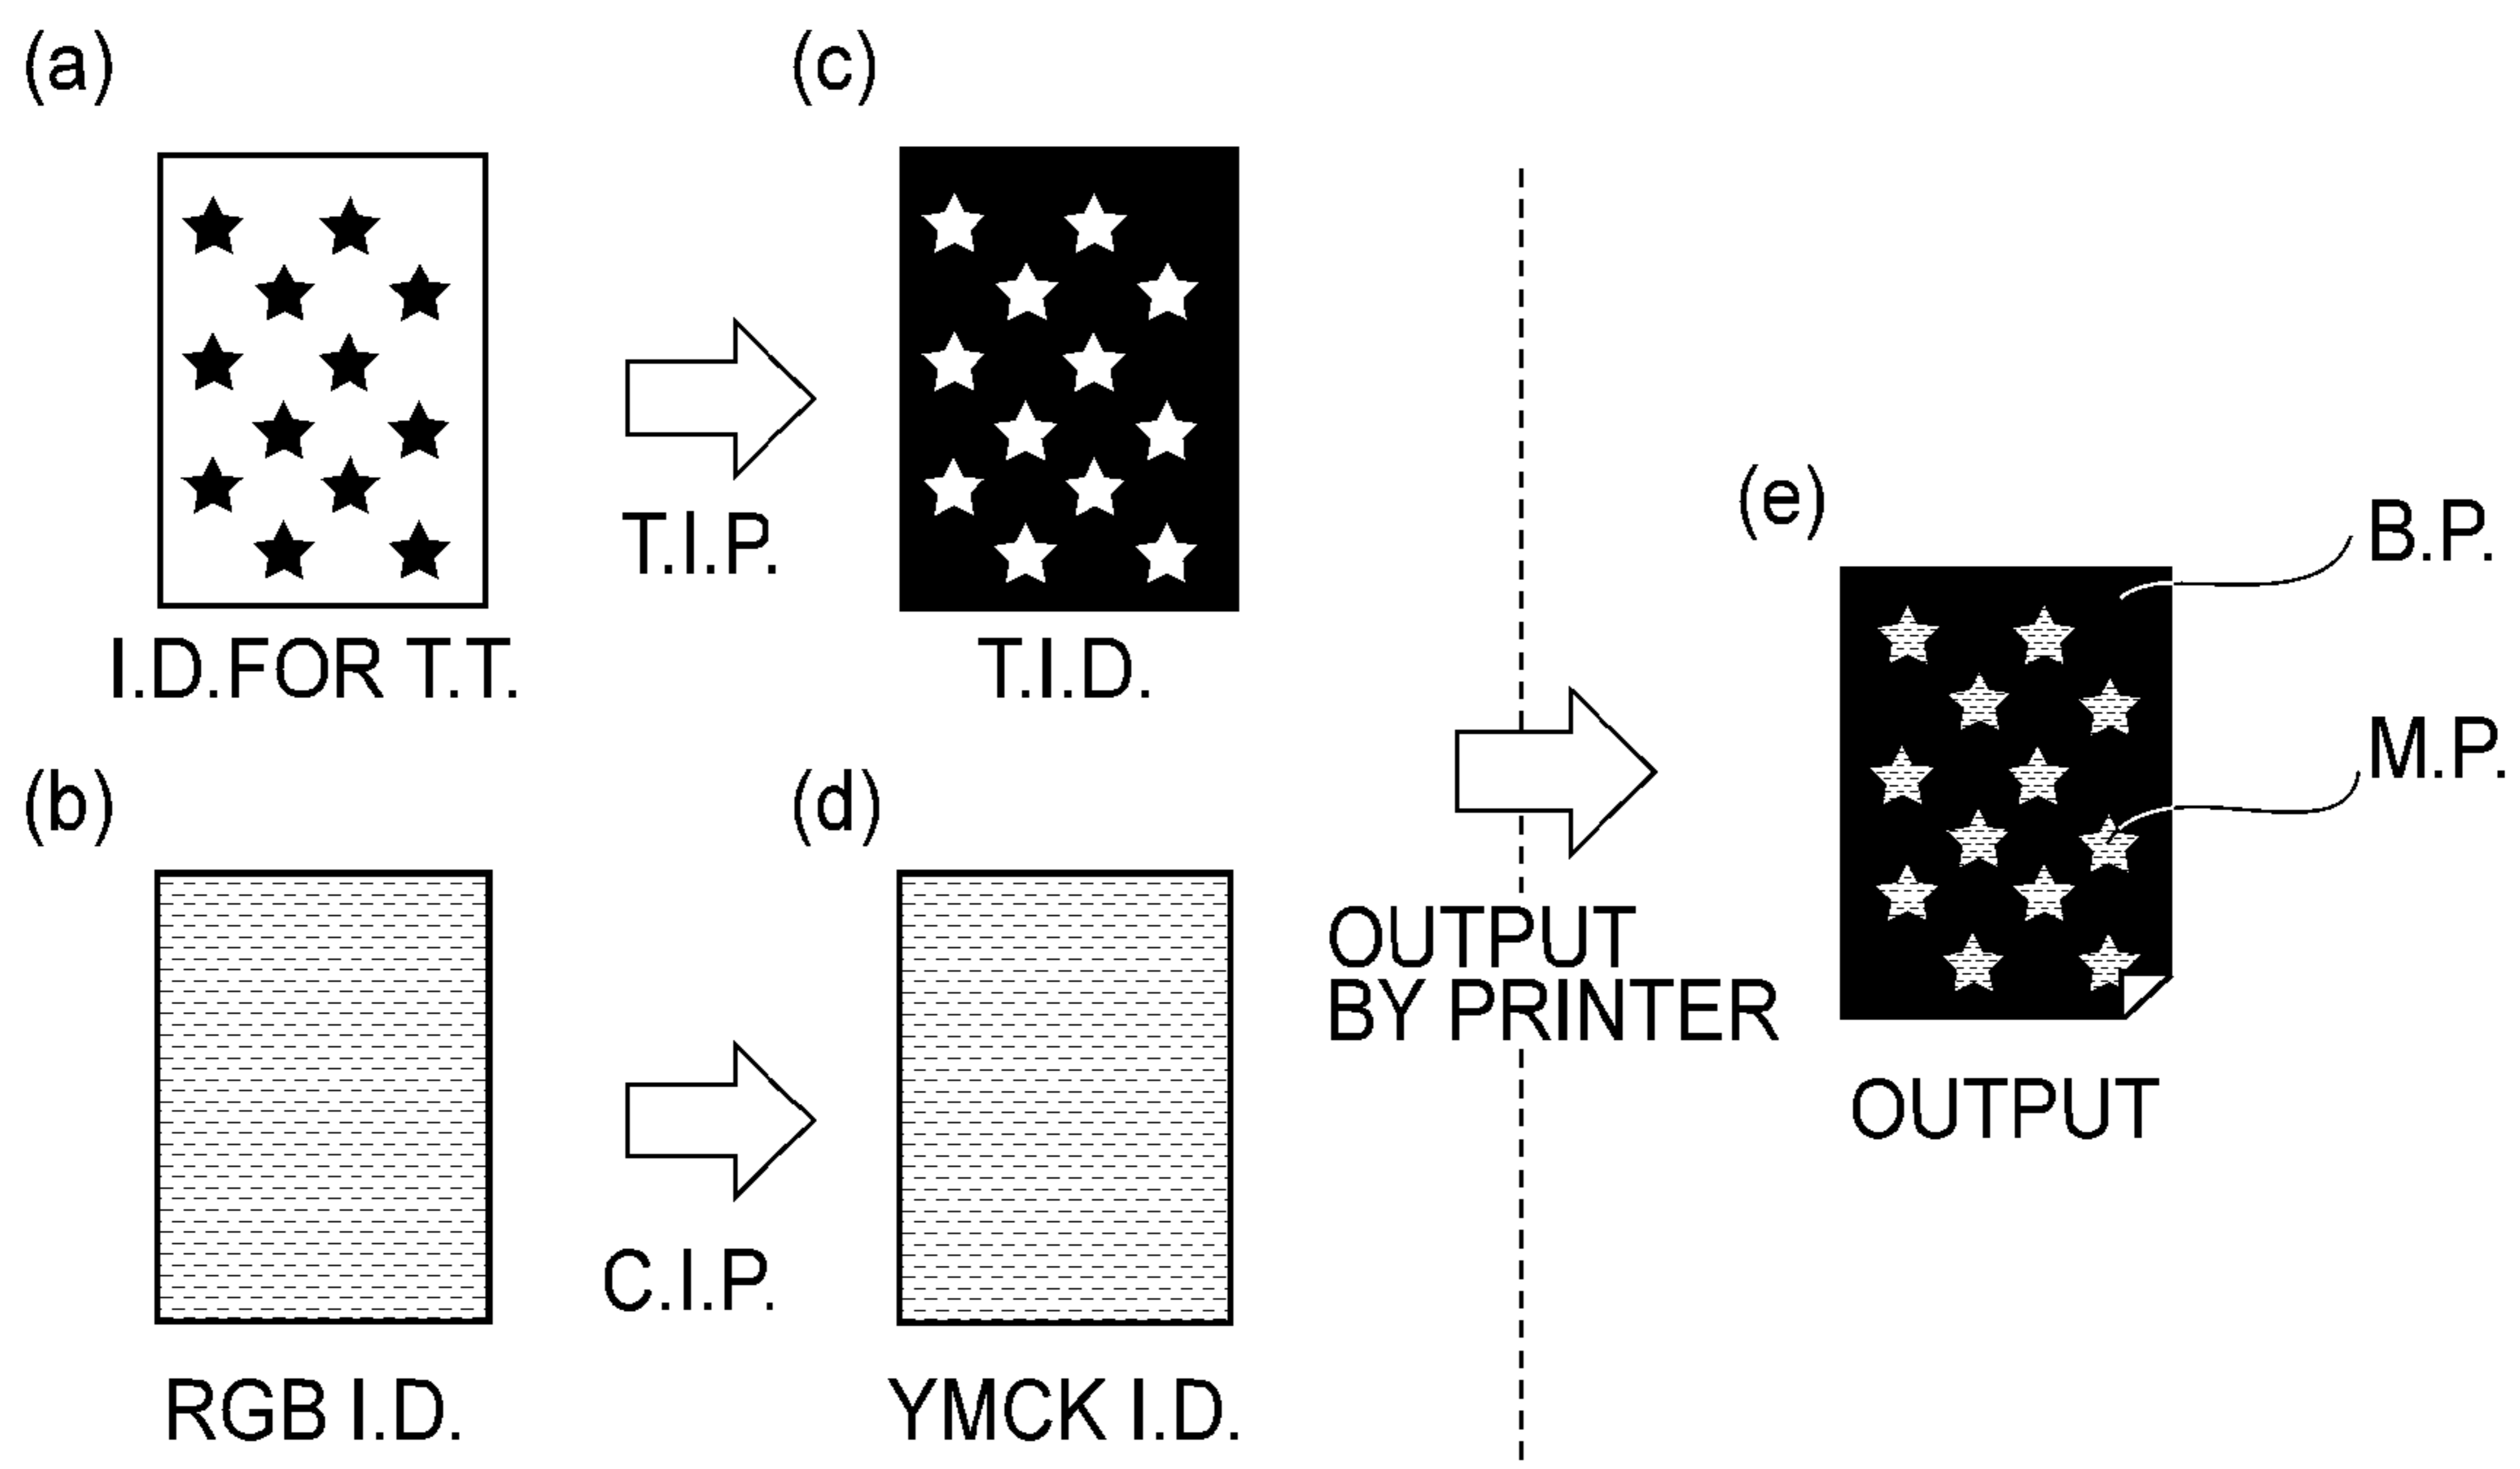 (a)
(c)
T.I.P.
I.D.FOR T.T.
T.I.D.
(e)
B.P.
M.P.
(b)
(d)
OUTPUT
BY PRINTER
OUTPUT
C.I.P.
RGB I.D.
YMCK I.D.